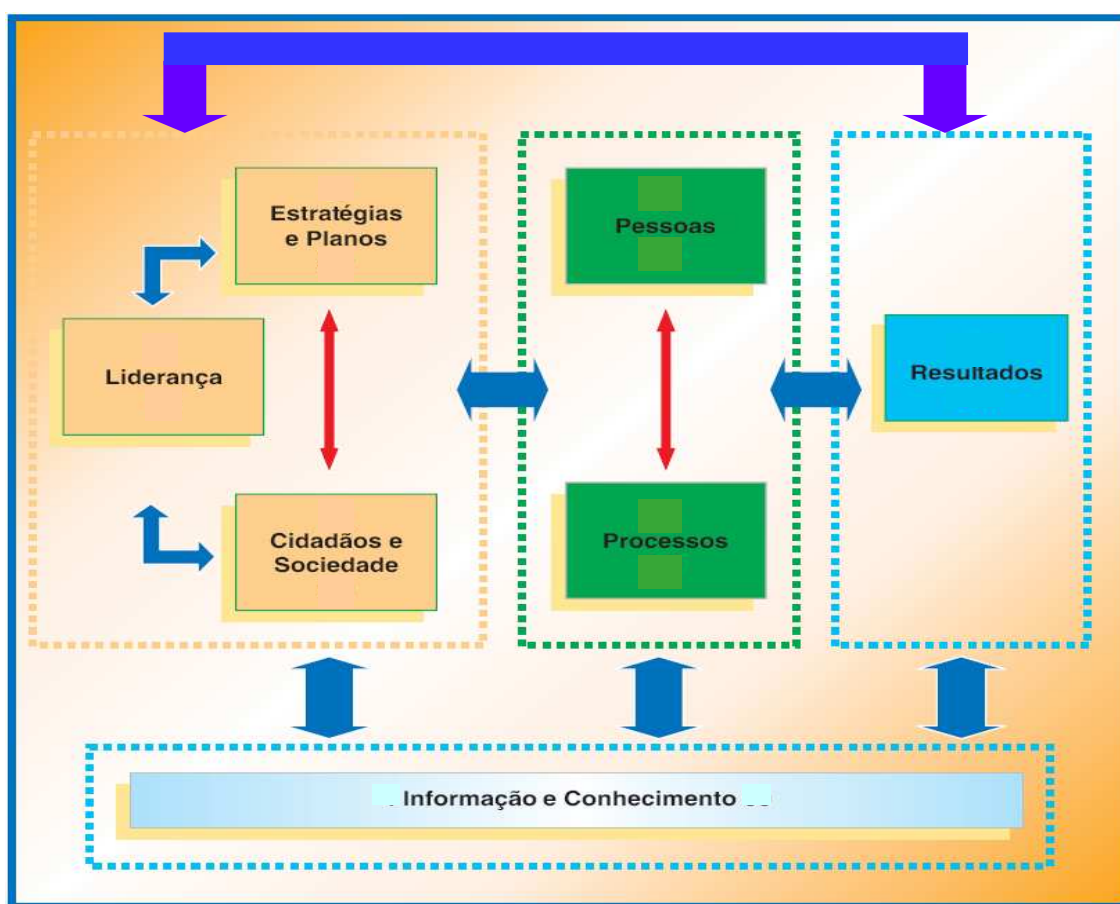 Estratégias
e Planos
Pessoas
Liderança
Resultados
Cidadãos e
Sociedade
Processos
Informação e Conhecimento